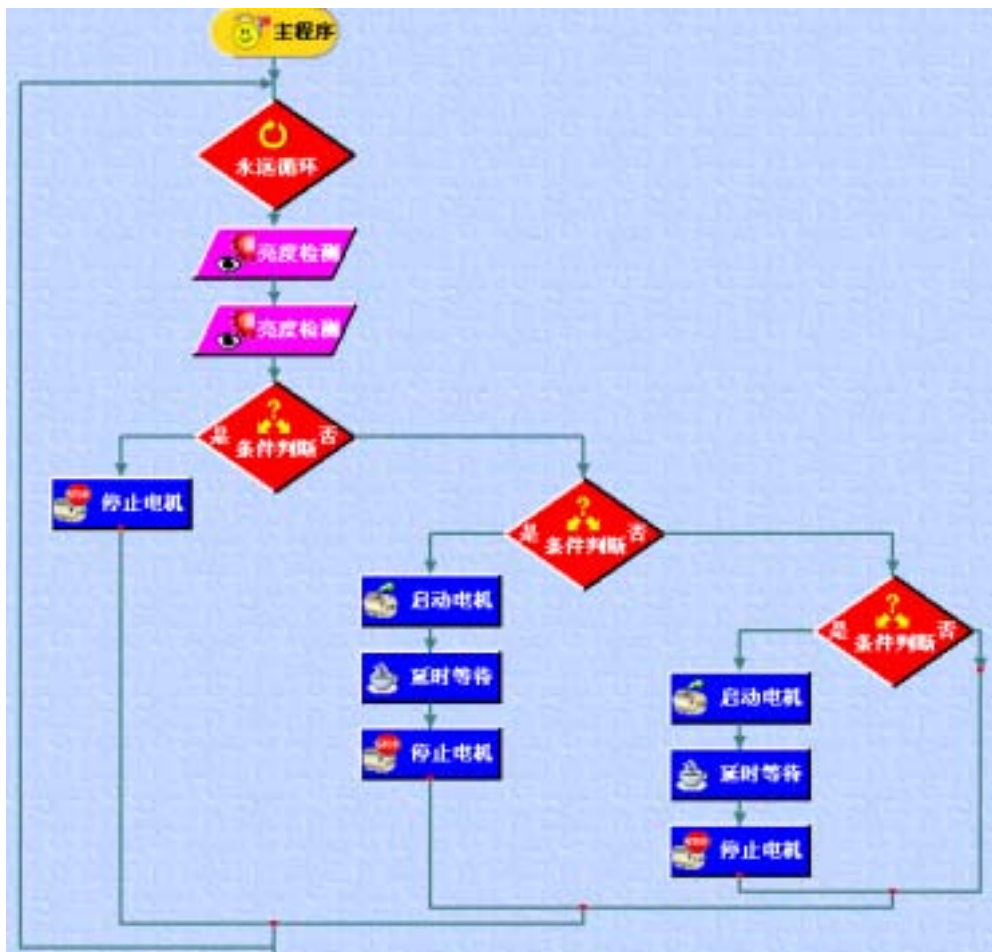 主程序
永远循环
亮度检测
亮度检测
?
是 条件判断 否
停止电机
?
是 条件判断 否
启动电机
延时等待
停止电机
?
是 条件判断 否
启动电机
延时等待
停止电机